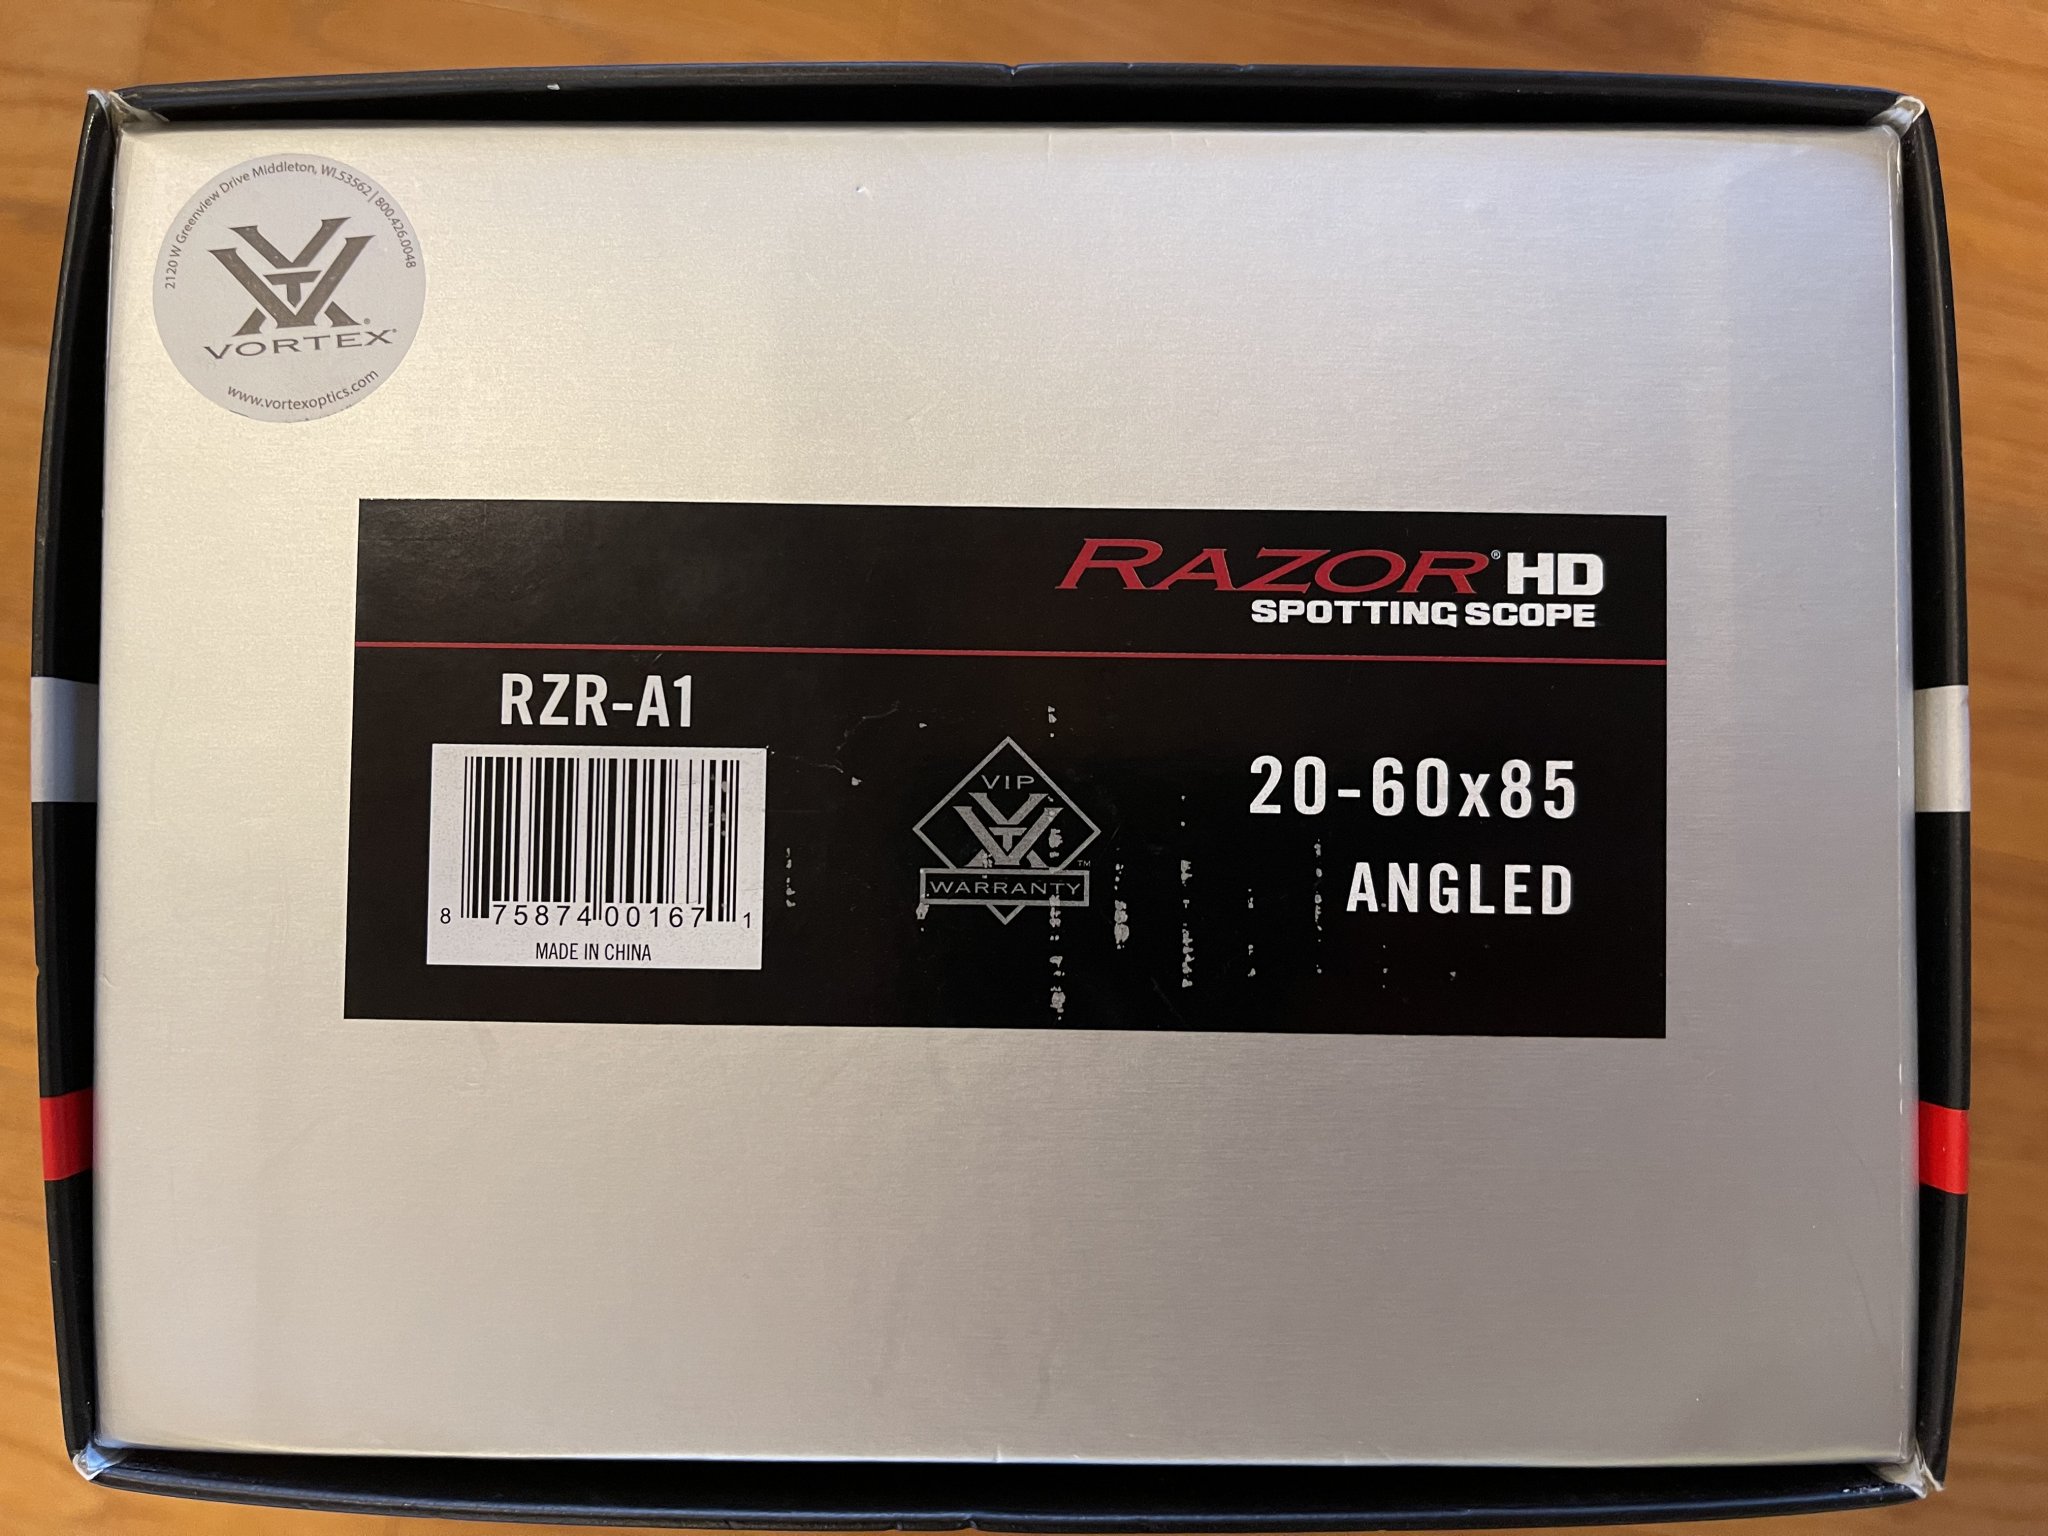 2120 W Greenview Drive Middleton, WI.53562 | 800.426.0048
VORTEX®
www.vortexoptics.com
RAZOR® HD
SPOTTING SCOPE
RZR-A1
8 75874 00167 1
MADE IN CHINA
VIP
WARRANTY™
20-60x85
ANGLED